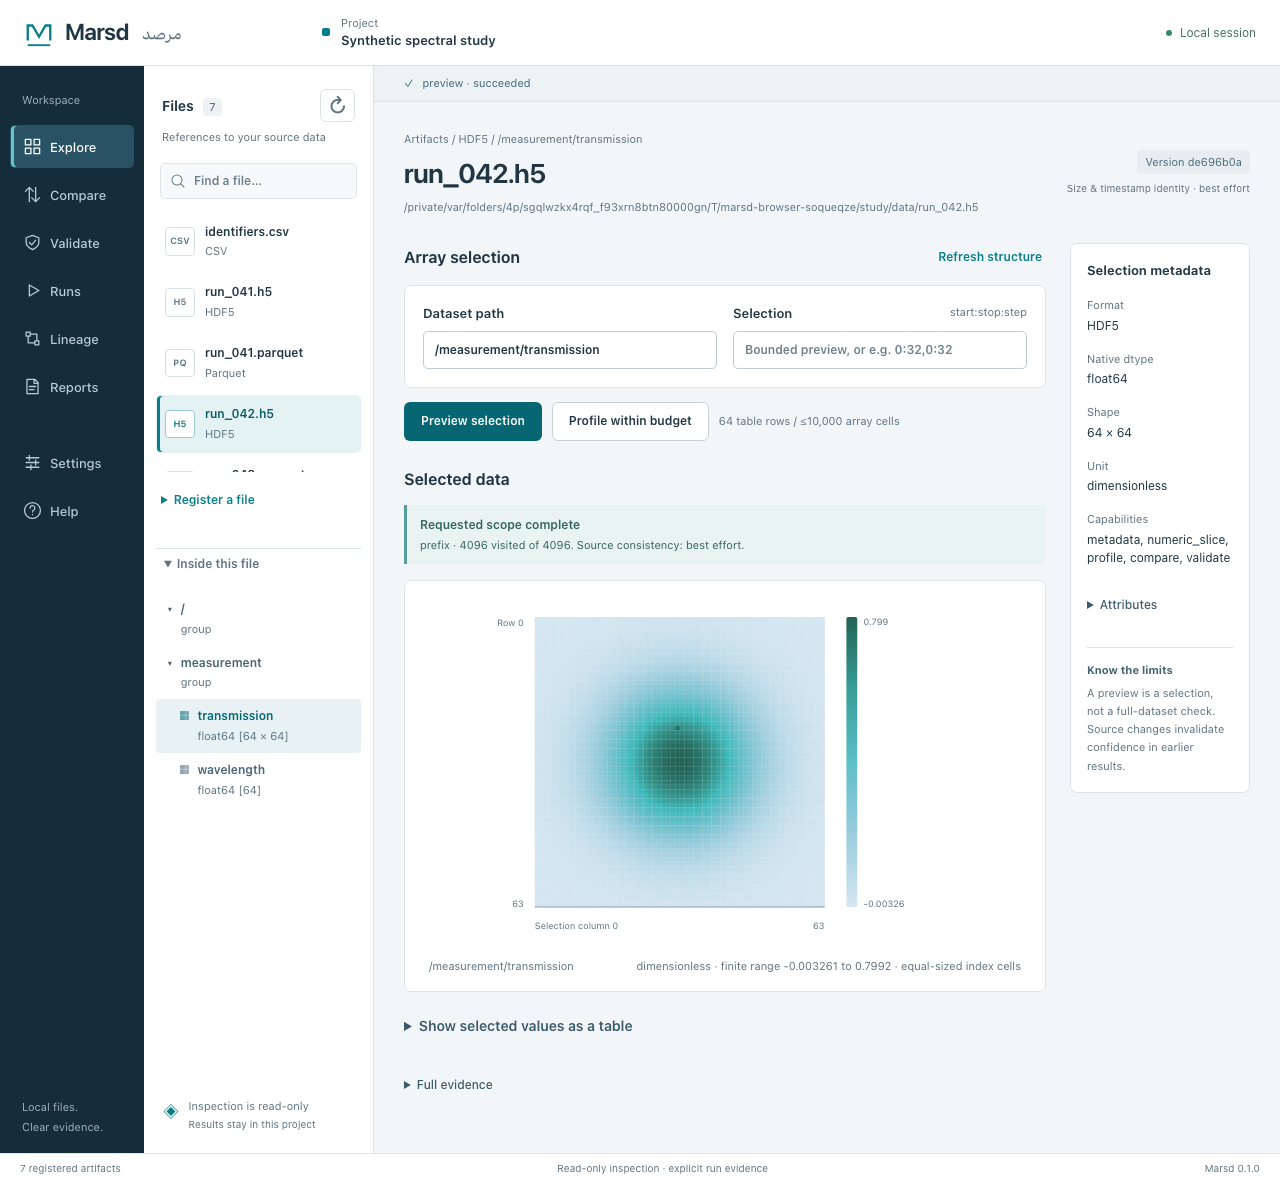 Marsd مرصد
Project
Synthetic spectral study
Local session
Workspace
Explore
Compare
Validate
Runs
Lineage
Reports
Settings
Help
Local files.
Clear evidence.
Files 7
References to your source data
Find a file...
CSV
identifiers.csv
CSV
H5
run_041.h5
HDF5
PQ
run_041.parquet
Parquet
H5
run_042.h5
HDF5
Register a file
Inside this file
/
group
measurement
group
transmission
float64 [64 × 64]
wavelength
float64 [64]
Inspection is read-only
Results stay in this project
preview · succeeded
Artifacts / HDF5 / /measurement/transmission
run_042.h5
/private/var/folders/4p/sgqlwzkx4rqf_f93xrn8btn80000gn/T/marsd-browser-soqueqze/study/data/run_042.h5
Version de696b0a
Size & timestamp identity · best effort
Array selection
Refresh structure
Dataset path
/measurement/transmission
Selection start:stop:step
Bounded preview, or e.g. 0:32,0:32
Preview selection
Profile within budget
64 table rows / ≤10,000 array cells
Selected data
Requested scope complete
prefix · 4096 visited of 4096. Source consistency: best effort.
Row 0
63
Selection column 0
63
0.799
-0.00326
/measurement/transmission
dimensionless · finite range -0.003261 to 0.7992 · equal-sized index cells
Show selected values as a table
Full evidence
Selection metadata
Format
HDF5
Native dtype
float64
Shape
64 × 64
Unit
dimensionless
Capabilities
metadata, numeric_slice,
profile, compare, validate
Attributes
Know the limits
A preview is a selection,
not a full-dataset check.
Source changes invalidate
confidence in earlier
results.
7 registered artifacts
Read-only inspection · explicit run evidence
Marsd 0.1.0